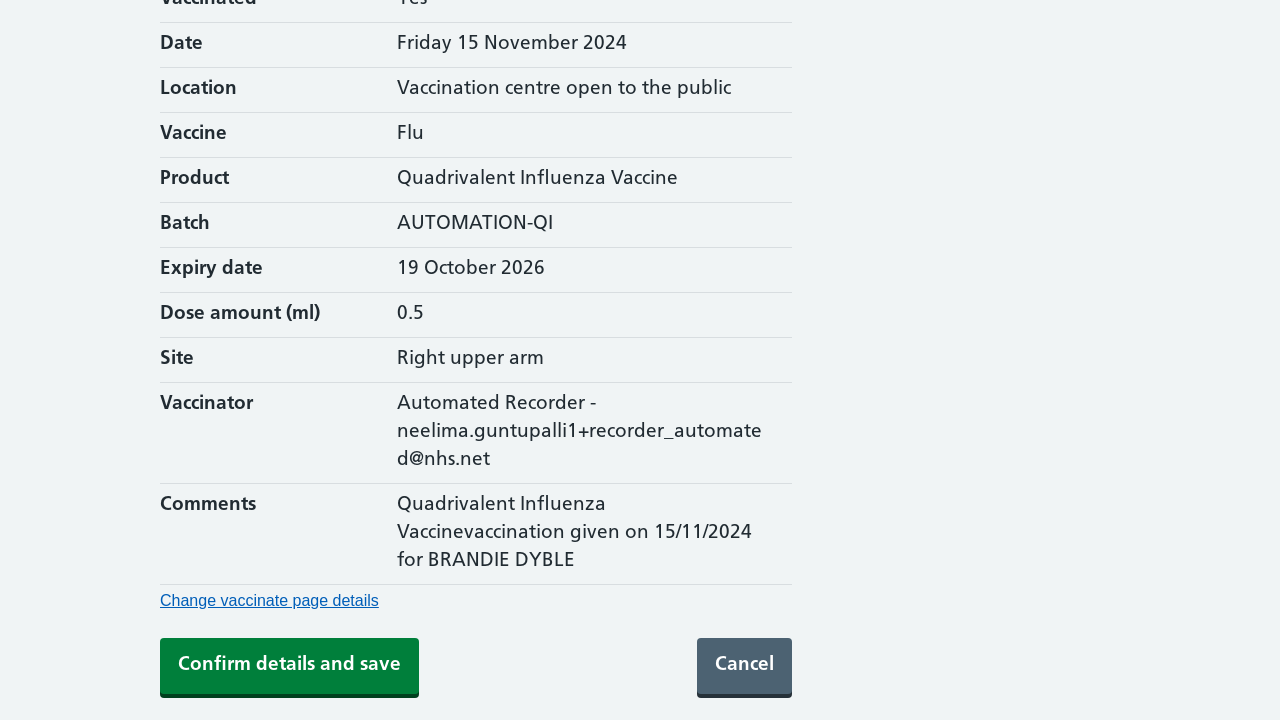 Vaccinated Yes
Date Friday 15 November 2024
Location Vaccination centre open to the public
Vaccine Flu
Product Quadrivalent Influenza Vaccine
Batch AUTOMATION-QI
Expiry date 19 October 2026
Dose amount (ml) 0.5
Site Right upper arm
Vaccinator Automated Recorder -
neelima.guntupalli1+recorder_automate
d@nhs.net
Comments Quadrivalent Influenza
Vaccinevaccination given on 15/11/2024
for BRANDIE DYBLE
Change vaccinate page details
Confirm details and save Cancel